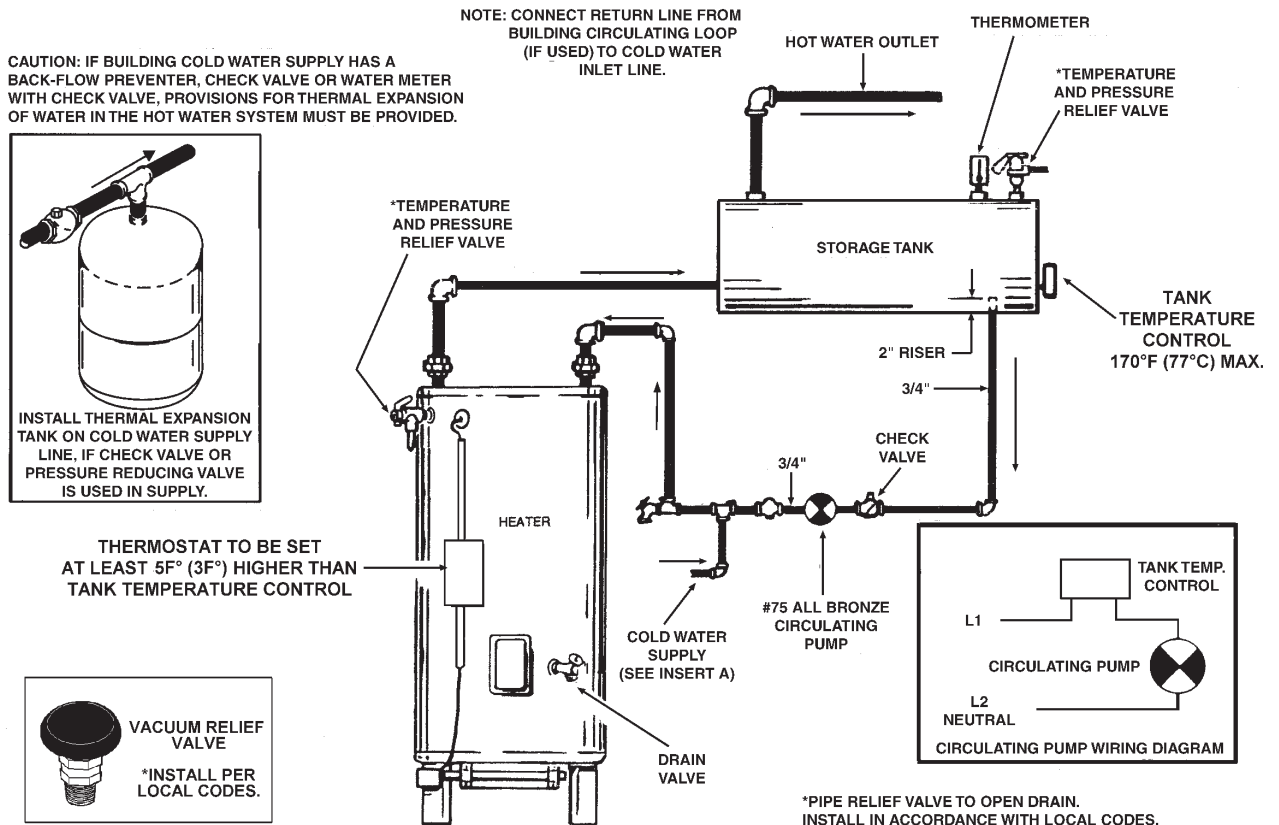 NOTE: CONNECT RETURN LINE FROM
BUILDING CIRCULATING LOOP
(IF USED) TO COLD WATER
INLET LINE.
CAUTION: IF BUILDING COLD WATER SUPPLY HAS A
BACK-FLOW PREVENTER, CHECK VALVE OR WATER METER
WITH CHECK VALVE, PROVISIONS FOR THERMAL EXPANSION
OF WATER IN THE HOT WATER SYSTEM MUST BE PROVIDED.
HOT WATER OUTLET
THERMOMETER
*TEMPERATURE
AND PRESSURE
RELIEF VALVE
*TEMPERATURE
AND PRESSURE
RELIEF VALVE
STORAGE TANK
TANK
TEMPERATURE
CONTROL
170°F (77°C) MAX.
2" RISER
3/4"
INSTALL THERMAL EXPANSION
TANK ON COLD WATER SUPPLY
LINE, IF CHECK VALVE OR
PRESSURE REDUCING VALVE
IS USED IN SUPPLY.
CHECK
VALVE
3/4"
HEATER
THERMOSTAT TO BE SET
AT LEAST 5F° (3F°) HIGHER THAN
TANK TEMPERATURE CONTROL
COLD WATER
SUPPLY
(SEE INSERT A)
#75 ALL BRONZE
CIRCULATING
PUMP
TANK TEMP.
CONTROL
L1
CIRCULATING PUMP
L2
NEUTRAL
CIRCULATING PUMP WIRING DIAGRAM
VACUUM RELIEF
VALVE
*INSTALL PER
LOCAL CODES.
DRAIN
VALVE
*PIPE RELIEF VALVE TO OPEN DRAIN.
INSTALL IN ACCORDANCE WITH LOCAL CODES.